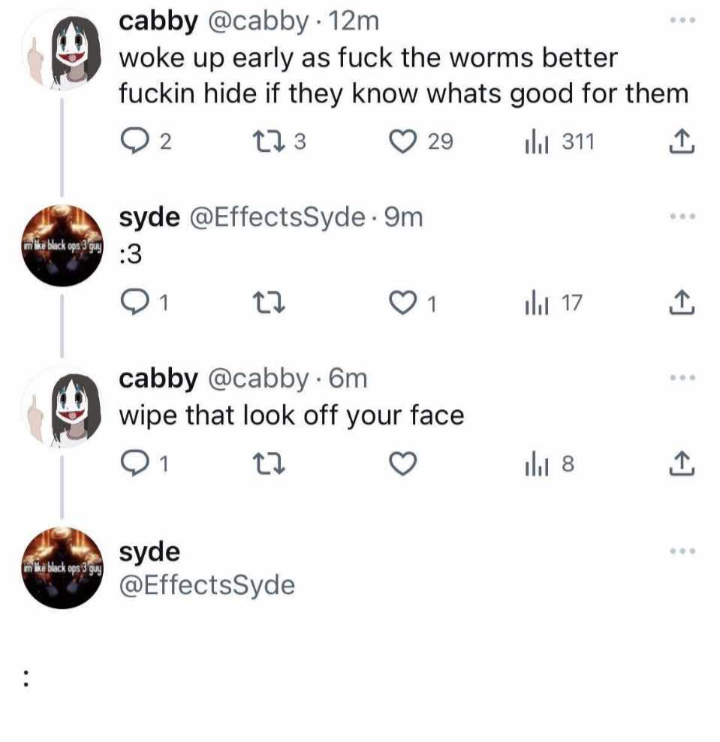 cabby @cabby · 12m
woke up early as fuck the worms better
fuckin hide if they know whats good for them
2 3 29 311
syde @EffectsSyde · 9m
im like black ops 3 guy
:3
1 1 17
cabby @cabby · 6m
wipe that look off your face
1 8
syde
im like black ops 3 guy
@EffectsSyde
: